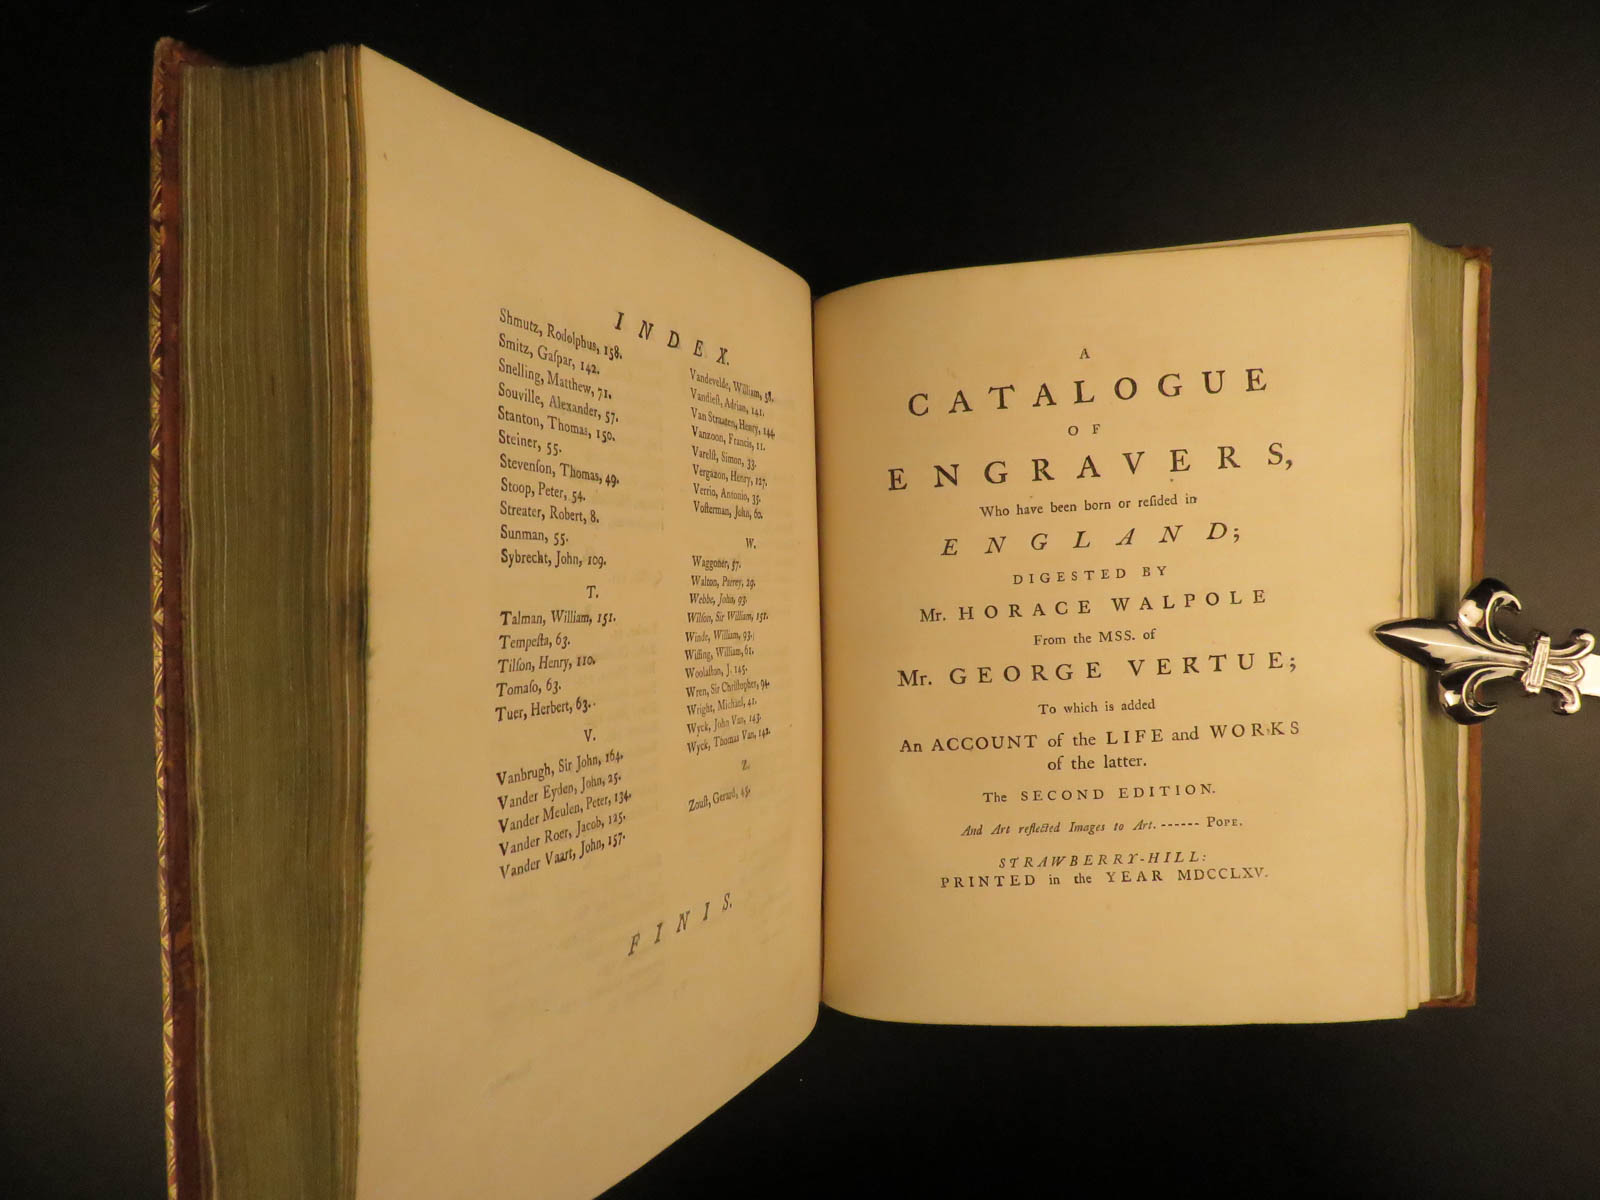 INDEX.
Shmutz, Rodolphus, 158.
Smitz, Gaſpar, 142.
Snelling, Matthew, 71.
Souville, Alexander, 57.
Stanton, Thomas, 150.
Steiner, 55.
Stevenſon, Thomas, 49.
Stoop, Peter, 54.
Streater, Robert, 8.
Sunman, 55.
Sybrecht, John, 109.
T.
Talman, William, 151.
Tempeſta, 63.
Tilſon, Henry, 110.
Tomaſo, 63.
Tuer, Herbert, 63.
V.
Vanbrugh, Sir John, 164.
Vander Eyden, John, 25.
Vander Meulen, Peter, 134.
Vander Roer, Jacob, 125.
Vander Vaart, John, 157.
Vandevelde, William, 58.
Vandieſt, Adrian, 141.
Van Straaten, Henry, 144.
Vanzoon, Francis, 11.
Varelſt, Simon, 33.
Vergazon, Henry, 127.
Verrio, Antonio, 35.
Voſterman, John, 60.
W.
Waggoner, 57.
Walton, Parrey, 29.
Webbe, John, 93.
Wilſon, Sir William, 151.
Winde, William, 93.
Wiſſing, William, 61.
Woolaſton, J. 145.
Wren, Sir Chriſtopher, 94.
Wright, Michael, 41.
Wyck, John Van, 143.
Wyck, Thomas Van, 142.
Z.
Zouſt, Gerard, 45.
FINIS.
A
CATALOGUE
OF
ENGRAVERS,
Who have been born or reſided in
ENGLAND;
DIGESTED BY
Mr. HORACE WALPOLE
From the MSS. of
Mr. GEORGE VERTUE;
To which is added
An ACCOUNT of the LIFE and WORKS
of the latter.
The SECOND EDITION.
And Art reflected Images to Art. ------ POPE.
STRAWBERRY-HILL:
PRINTED in the YEAR MDCCLXV.